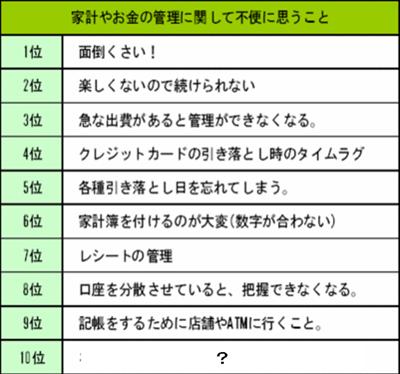 家計やお金の管理に関して不便に思うこと
1位 面倒くさい！
2位 楽しくないので続けられない
3位 急な出費があると管理ができなくなる。
4位 クレジットカードの引き落とし時のタイムラグ
5位 各種引き落とし日を忘れてしまう。
6位 家計簿を付けるのが大変(数字が合わない)
7位 レシートの管理
8位 口座を分散させていると、把握できなくなる。
9位 記帳をするために店舗やATMに行くこと。
10位 ？